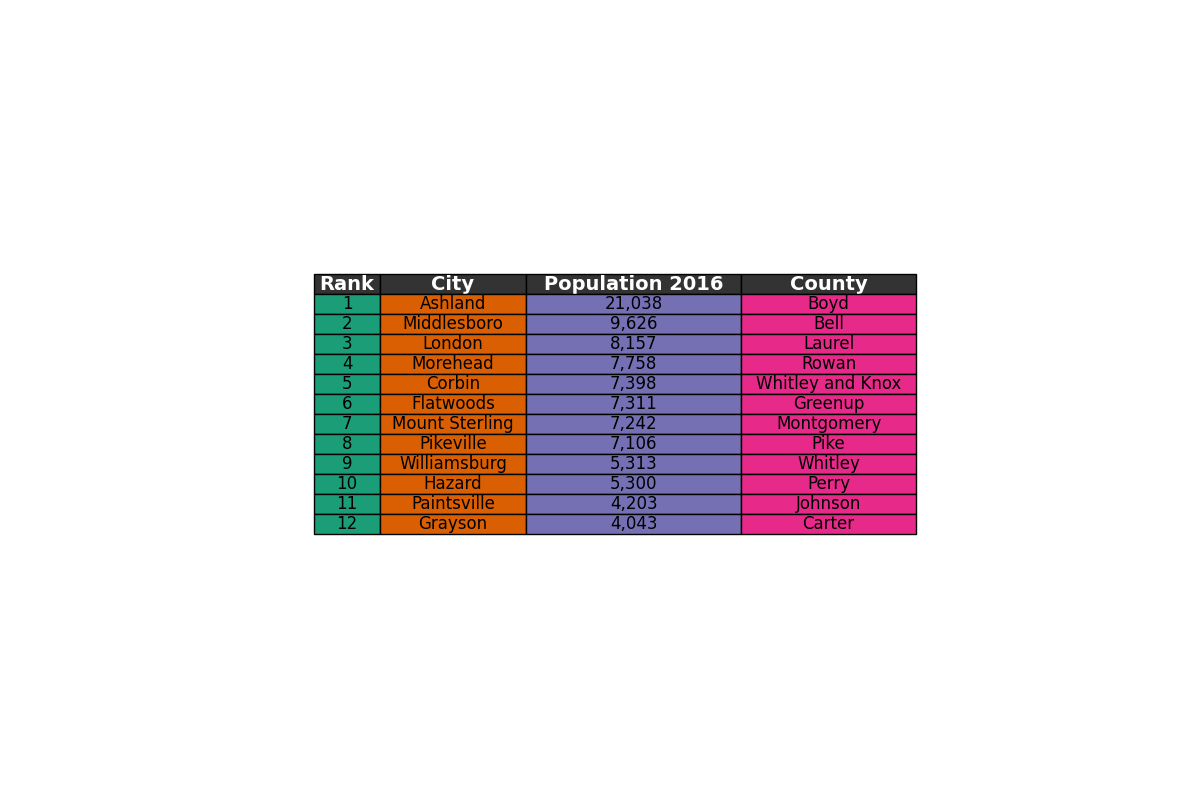 Rank City Population 2016 County
1 Ashland 21,038 Boyd
2 Middlesboro 9,626 Bell
3 London 8,157 Laurel
4 Morehead 7,758 Rowan
5 Corbin 7,398 Whitley and Knox
6 Flatwoods 7,311 Greenup
7 Mount Sterling 7,242 Montgomery
8 Pikeville 7,106 Pike
9 Williamsburg 5,313 Whitley
10 Hazard 5,300 Perry
11 Paintsville 4,203 Johnson
12 Grayson 4,043 Carter